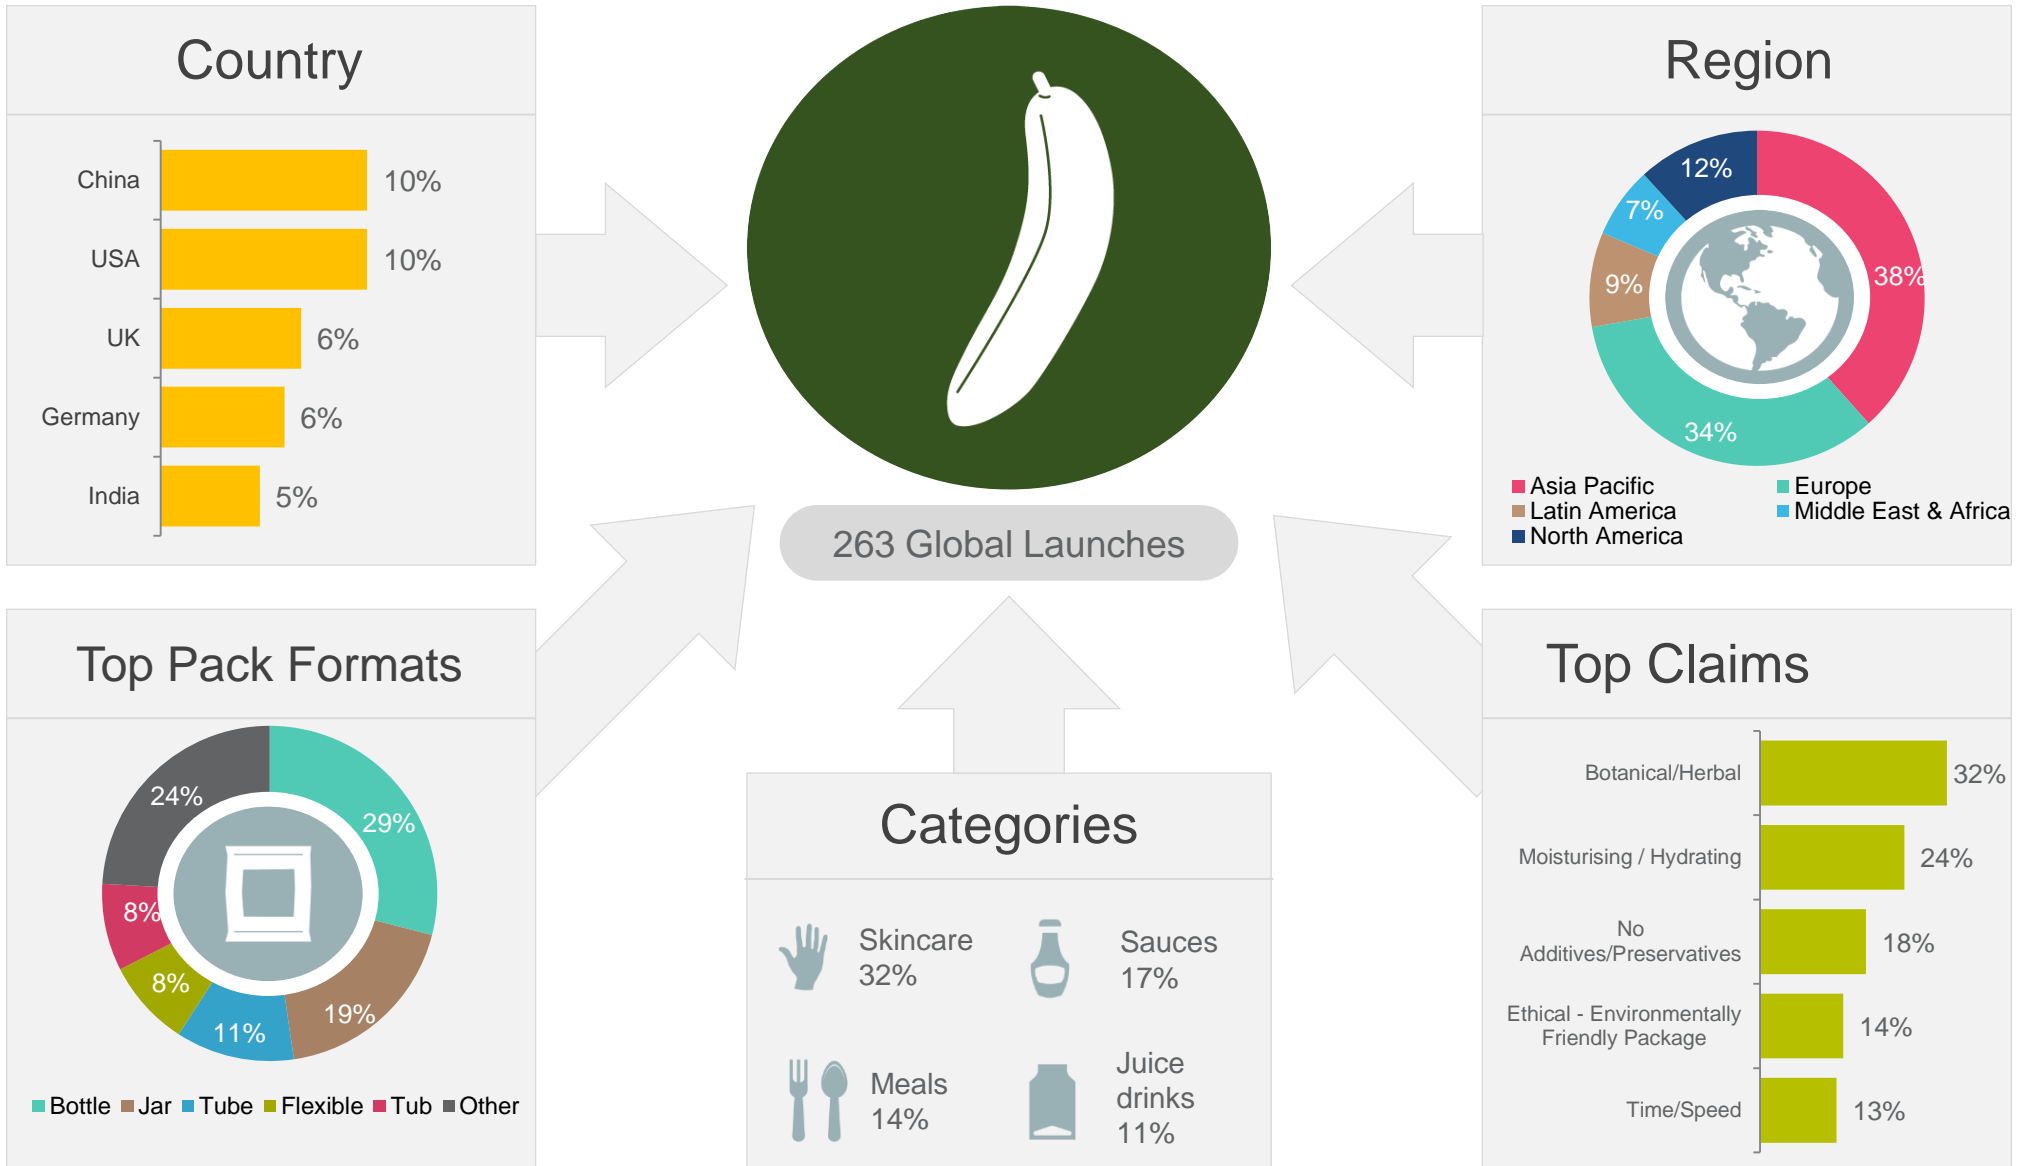 Country
China
10%
USA
10%
UK
6%
Germany
6%
India
5%
263 Global Launches
Region
12%
7%
38%
9%
34%
Asia Pacific
Europe
Latin America
Middle East & Africa
North America
Top Pack Formats
24%
29%
8%
8%
19%
11%
Bottle
Jar
Tube
Flexible
Tub
Other
Categories
Skincare
32%
Sauces
17%
Meals
14%
Juice
drinks
11%
Top Claims
Botanical/Herbal
32%
Moisturising / Hydrating
24%
No
Additives/Preservatives
18%
Ethical - Environmentally
Friendly Package
14%
Time/Speed
13%